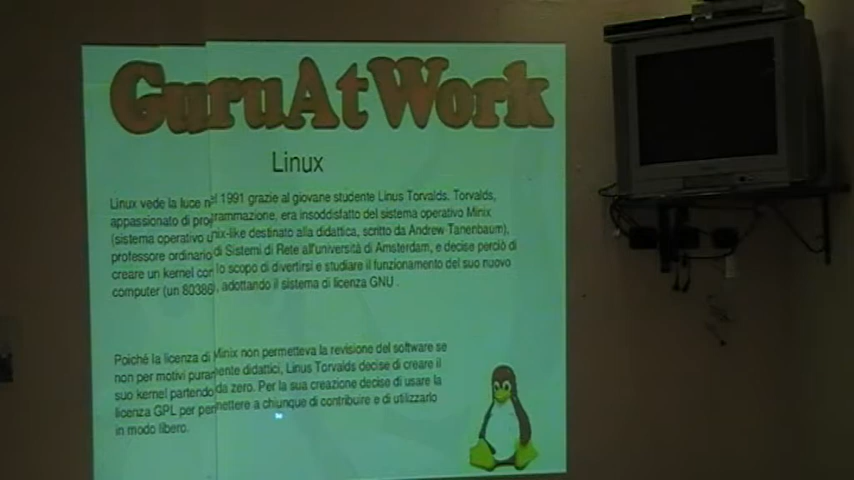 GuruAtWork
Linux
Linux vede la luce nel 1991 grazie al giovane studente Linus Torvalds. Torvalds,
appassionato di programmazione, era insoddisfatto del sistema operativo Minix
(sistema operativo unix-like destinato alla didattica, scritto da Andrew Tanenbaum),
professore ordinario di Sistemi di Rete all'università di Amsterdam, e decise perciò di
creare un kernel con lo scopo di divertirsi e studiare il funzionamento del suo nuovo
computer (un 80386), adottando il sistema di licenza GNU .
Poiché la licenza di Minix non permetteva la revisione del software se
non per motivi puramente didattici, Linus Torvalds decise di creare il
suo kernel partendo da zero. Per la sua creazione decise di usare la
licenza GPL per permettere a chiunque di contribuire e di utilizzarlo
in modo libero.